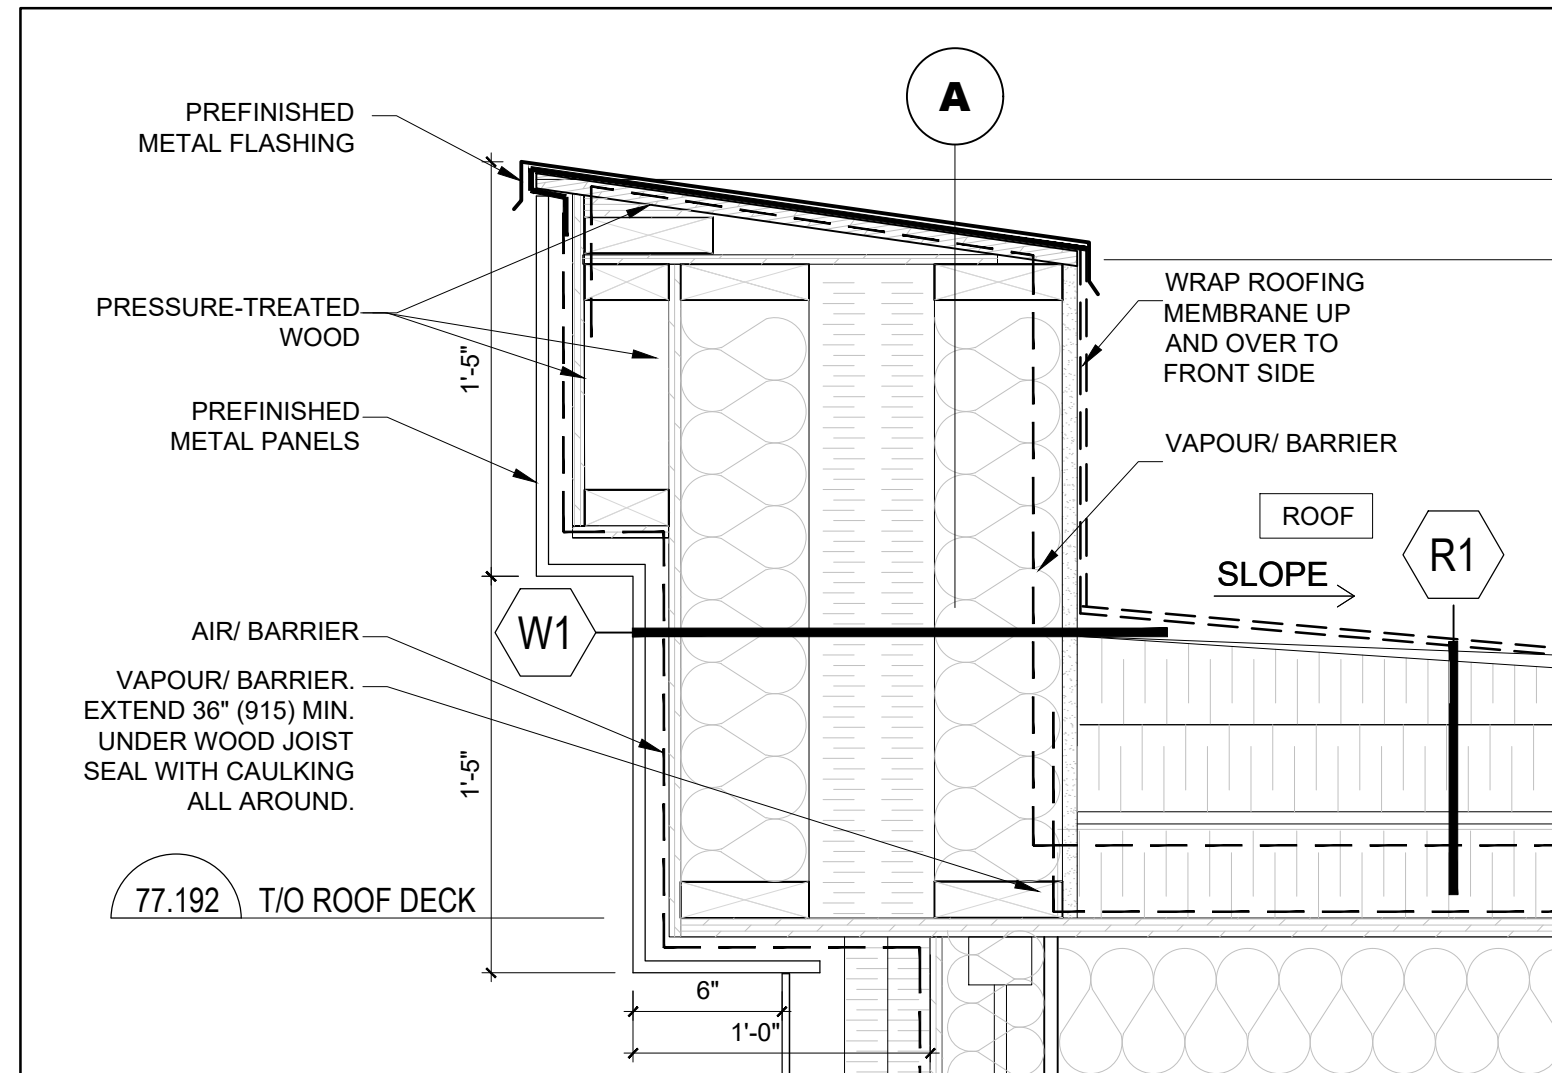 A
PREFINISHED
METAL FLASHING
PRESSURE-TREATED
WOOD
1'-5"
PREFINISHED
METAL PANELS
WRAP ROOFING
MEMBRANE UP
AND OVER TO
FRONT SIDE
VAPOUR/ BARRIER
ROOF
SLOPE
R1
W1
AIR/ BARRIER
VAPOUR/ BARRIER.
EXTEND 36" (915) MIN.
UNDER WOOD JOIST
SEAL WITH CAULKING
ALL AROUND.
1'-5"
77.192 T/O ROOF DECK
6"
1'-0"